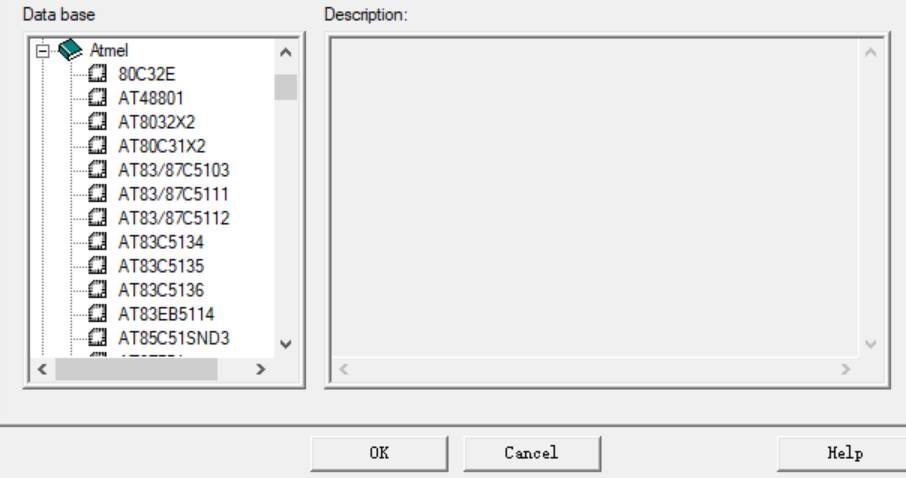 Data base
Description:
Atmel
80C32E
AT48801
AT8032X2
AT80C31X2
AT83/87C5103
AT83/87C5111
AT83/87C5112
AT83C5134
AT83C5135
AT83C5136
AT83EB5114
AT85C51SND3
OK
Cancel
Help